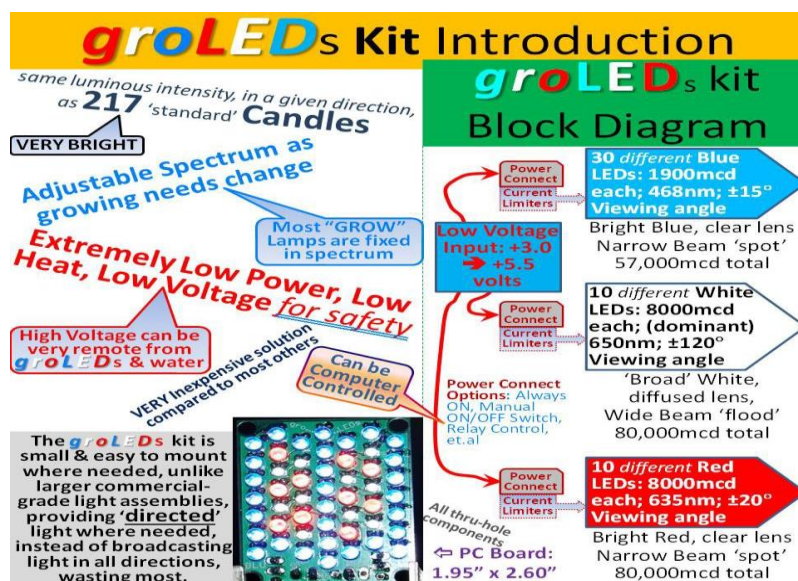 groLEDs Kit Introduction
same luminous intensity, in a given direction,
as 217 'standard' Candles
VERY BRIGHT
Adjustable Spectrum as
growing needs change
Most "GROW"
Lamps are fixed
in spectrum
Extremely Low Power, Low
Heat, Low Voltage for safety
High Voltage can be
very remote from
groLEDs & water
VERY Inexpensive solution
compared to most others
Can be
Computer
Controlled
The groLEDs kit is
small & easy to mount
where needed, unlike
larger commercial-
grade light assemblies,
providing 'directed'
light where needed,
instead of broadcasting
light in all directions,
wasting most.
groLEDs kit
Block Diagram
Power
Connect
Current
Limiters
30 different Blue
LEDs: 1900mcd
each; 468nm; ±15°
Viewing angle
Bright Blue, clear lens
Narrow Beam 'spot'
57,000mcd total
Low Voltage
Input: +3.0
➔ +5.5
volts
Power
Connect
Current
Limiters
10 different White
LEDs: 8000mcd
each; (dominant)
650nm; ±120°
Viewing angle
'Broad' White,
diffused lens,
Wide Beam 'flood'
80,000mcd total
Power Connect
Options: Always
ON, Manual
ON/OFF Switch,
Relay Control,
et.al
Power
Connect
Current
Limiters
10 different Red
LEDs: 8000mcd
each; 635nm; ±20°
Viewing angle
Bright Red, clear lens
Narrow Beam 'spot'
80,000mcd total
All thru-hole
components
⇦ PC Board:
1.95" x 2.60"